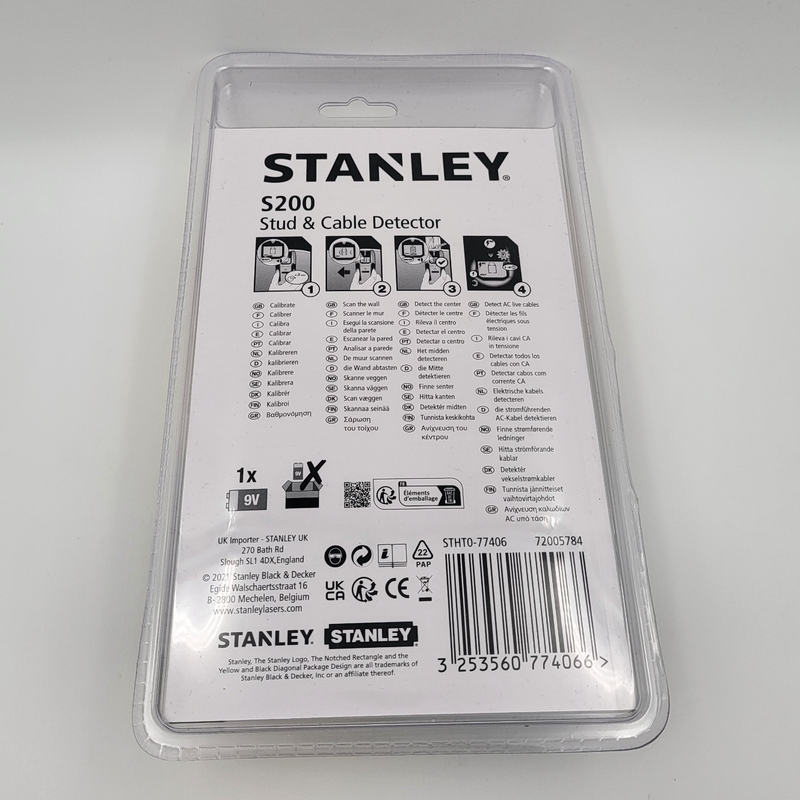 STANLEY®
S200
Stud & Cable Detector
1
2
3
4
GB Calibrate
F Calibrer
I Calibra
E Calibrar
PT Calibrar
NL Kalibreren
D kalibrieren
NO Kalibrere
SE Kalibrera
DK Kalibrér
FIN Kalibroi
GR Βαθμονόμηση
GB Scan the wall
F Scanner le mur
I Esegui la scansione
della parete
E Escanear la pared
PT Analisar a parede
NL De muur scannen
D die Wand abtasten
NO Skanne veggen
SE Skanna väggen
DK Scan væggen
FIN Skannaa seinää
GR Σάρωση
του τοίχου
GB Detect the center
F Détecter le centre
I Rileva il centro
E Detectar el centro
PT Detectar o centro
NL Het midden
detecteren
D die Mitte
detektieren
NO Finne senter
SE Hitta kanten
DK Detektér midten
FIN Tunnista keskikohta
GR Ανίχνευση του
κέντρου
GB Detect AC live cables
F Détecter les fils
électriques sous
tension
I Rileva i cavi CA
in tensione
E Detectar todos los
cables con CA
PT Detectar cabos com
corrente CA
NL Elektrische kabels
detecteren
D die stromführenden
AC-Kabel detektieren
NO Finne strømførende
ledninger
SE Hitta strömförande
kablar
DK Detektér
vekselstrømkabler
FIN Tunnista jännitteiset
vaihtovirtajohdot
GR Ανίχνευση καλωδίων
AC υπό τάση
1x
9V
9V
FR
Éléments
d'emballage
UK Importer - STANLEY UK
270 Bath Rd
Slough SL1 4DX,England
© 2021 Stanley Black & Decker
Egide Walschaertsstraat 16
B-2800 Mechelen, Belgium
www.stanleylasers.com
22
PAP
UK
CA
CE
STHT0-77406 72005784
3 253560 774066 >
STANLEY® STANLEY®
Stanley, The Stanley Logo, The Notched Rectangle and the
Yellow and Black Diagonal Package Design are all trademarks of
Stanley Black & Decker, Inc or an affiliate thereof.